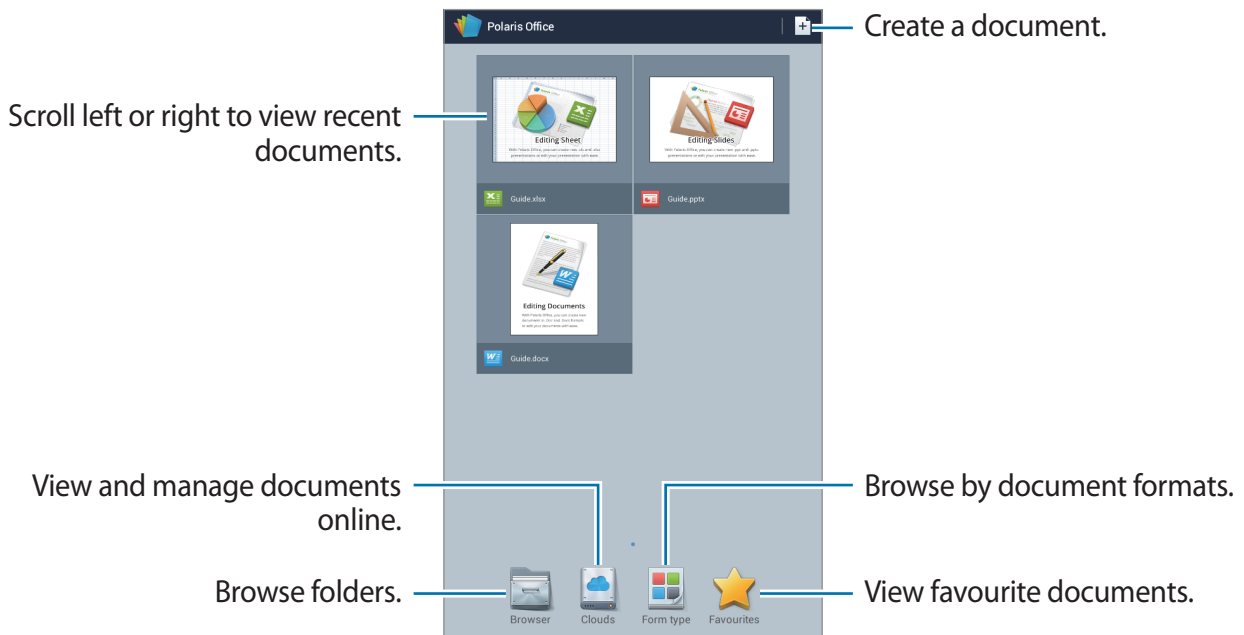 Polaris Office
Create a document.
Scroll left or right to view recent
documents.
Editing Sheet
Editing Slides
Guide.xlsx
Guide.pptx
Editing Documents
Guide.docx
View and manage documents
online.
Browse by document formats.
Browse folders.
View favourite documents.
Browser
Clouds
Form type
Favourites